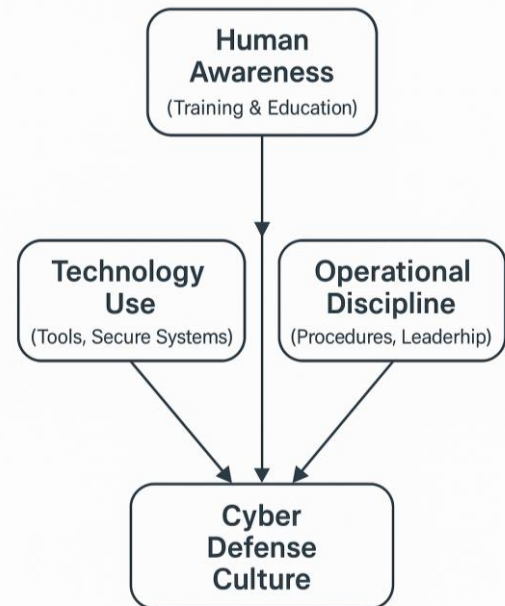 Human
Awareness
(Training & Education)
Technology
Use
(Tools, Secure Systems)
Operational
Discipline
(Procedures, Leaderhip)
Cyber
Defense
Culture